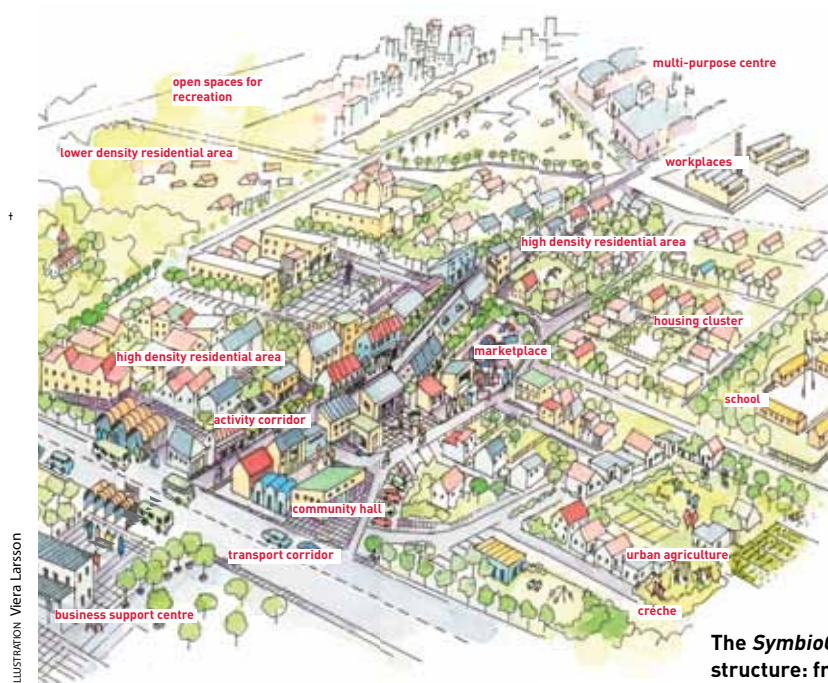 open spaces for
recreation
multi-purpose centre
lower density residential area
workplaces
high density residential area
housing cluster
high density residential area
marketplace
school
activity corridor
community hall
transport corridor
urban agriculture
business support centre
crèche
The
structure:
Viera Larsson